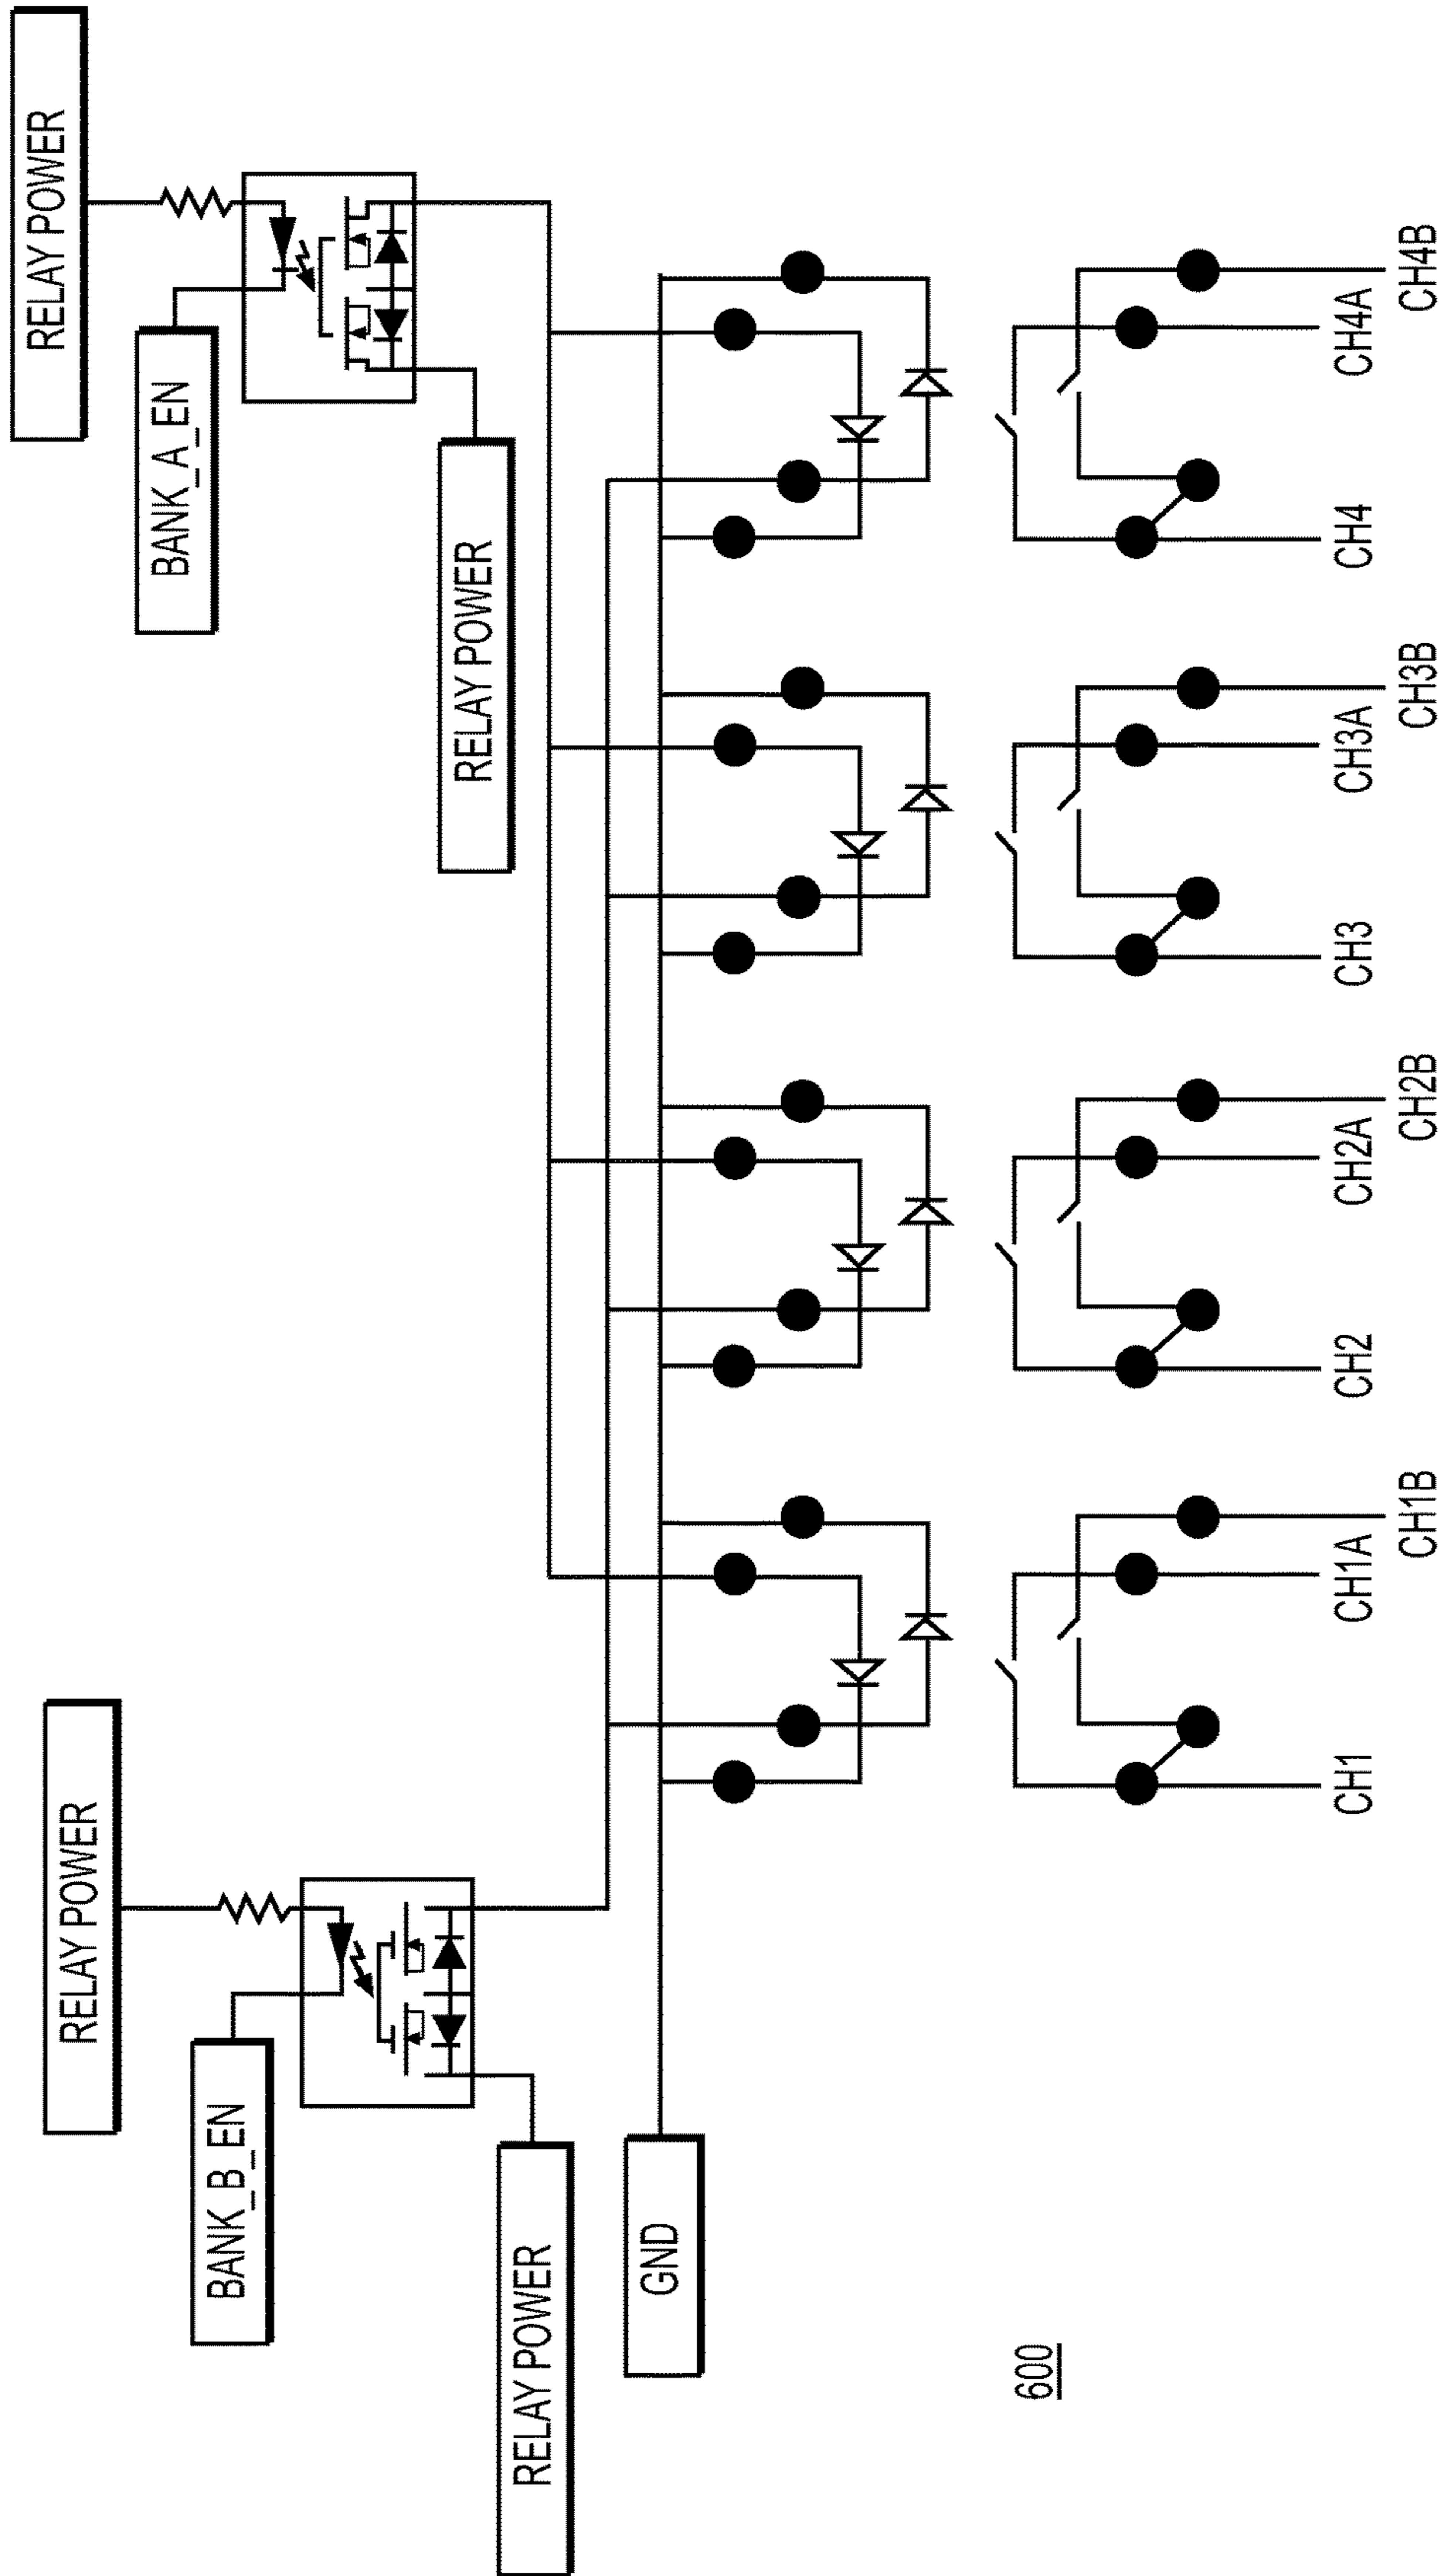 RELAY POWER
BANK_B_EN
RELAY POWER
GND
RELAY POWER
BANK_A_EN
RELAY POWER
CH1
CH1A
CH1B
CH2
CH2A
CH2B
CH3
CH3A
CH3B
CH4
CH4A
CH4B
600